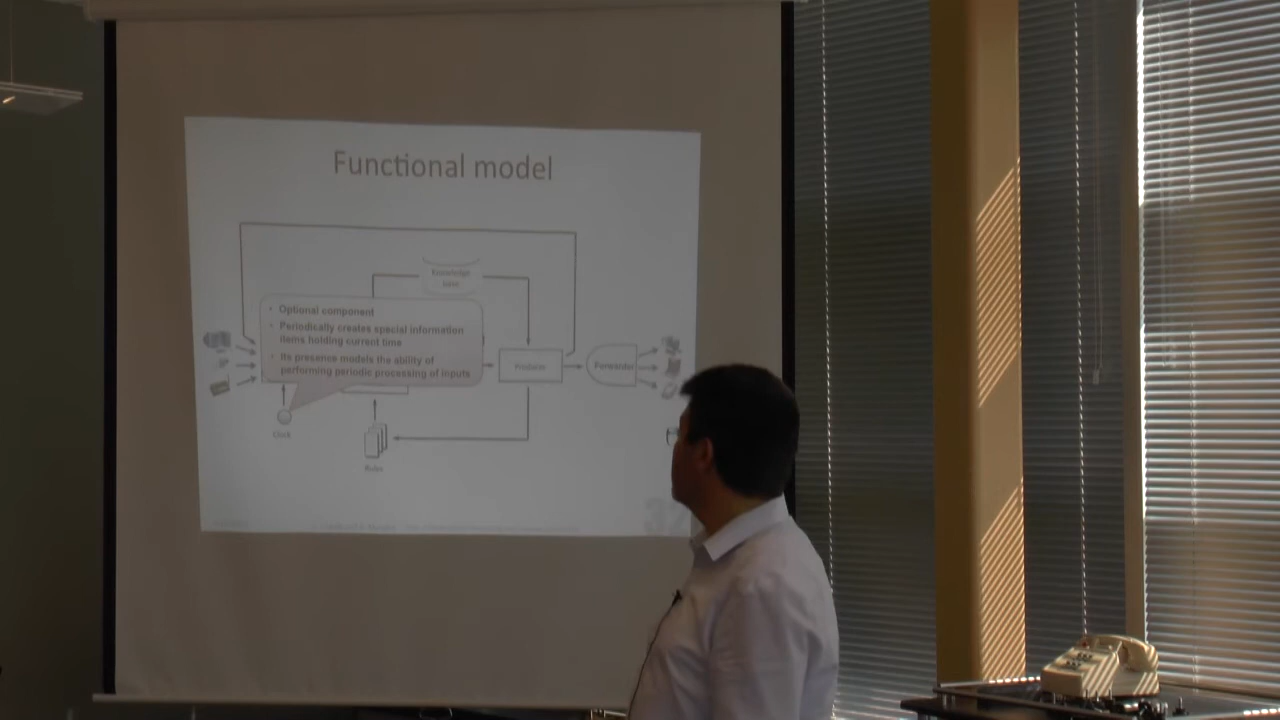 Functional model
Knowledge
base
• Optional component
• Periodically creates special information
items holding current time
• Its presence models the ability of
performing periodic processing of inputs
Producer
Forwarder
Clock
Rules
32